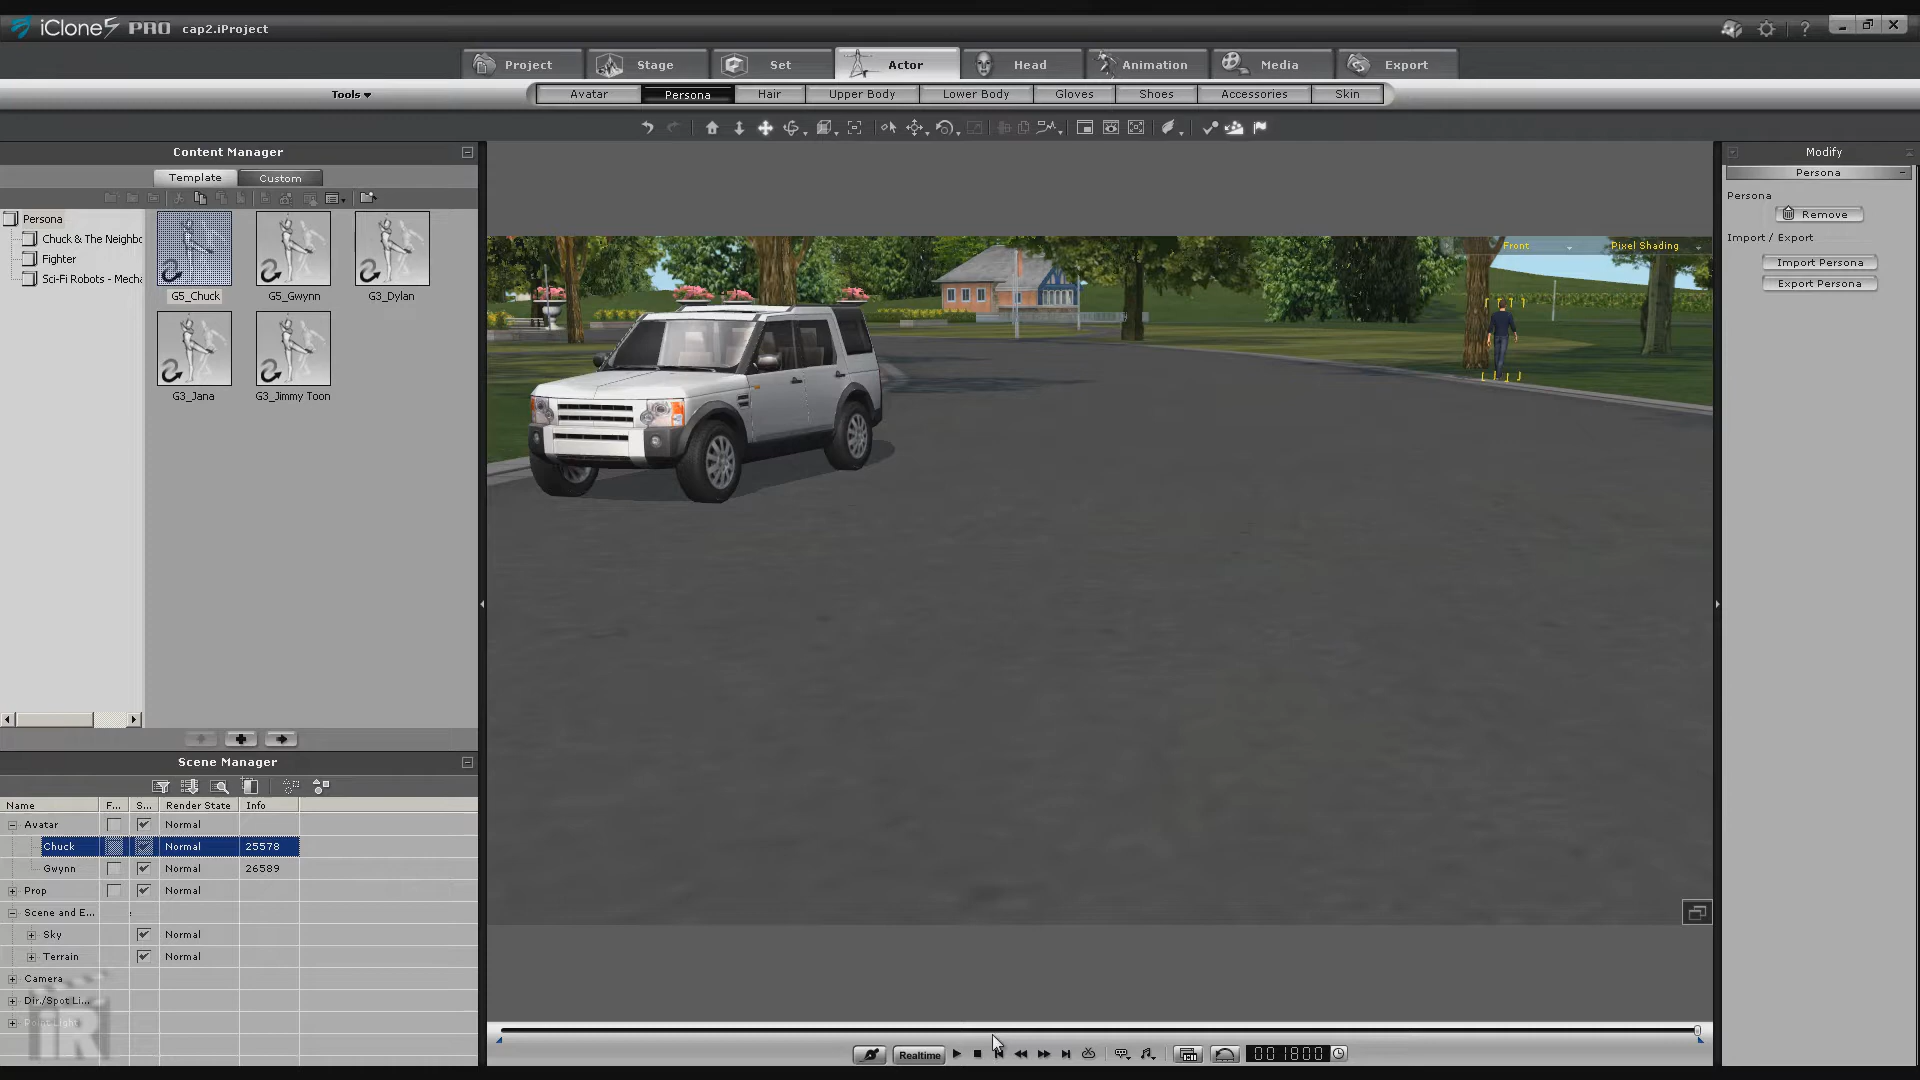 iClone5 PRO cap2.iProject
Project Stage Set Actor Head Animation Media Export
Tools Avatar Persona Hair Upper Body Lower Body Gloves Shoes Accessories Skin
Content Manager
Template Custom
Persona
Chuck & The Neighbo
Fighter
Sci-Fi Robots - Mecha
G5_Chuck G5_Gwynn G3_Dylan
G3_Jana G3_Jimmy Toon
Front Pixel Shading
Modify
Persona
Persona
Remove
Import / Export
Import Persona
Export Persona
Scene Manager
Name F... S... Render State Info
Avatar Normal
Chuck Normal 25578
Gwynn Normal 26589
Prop Normal
Scene and E...
Sky Normal
Terrain Normal
Camera
Dir./Spot Li...
Point Light
iR
Realtime 001800